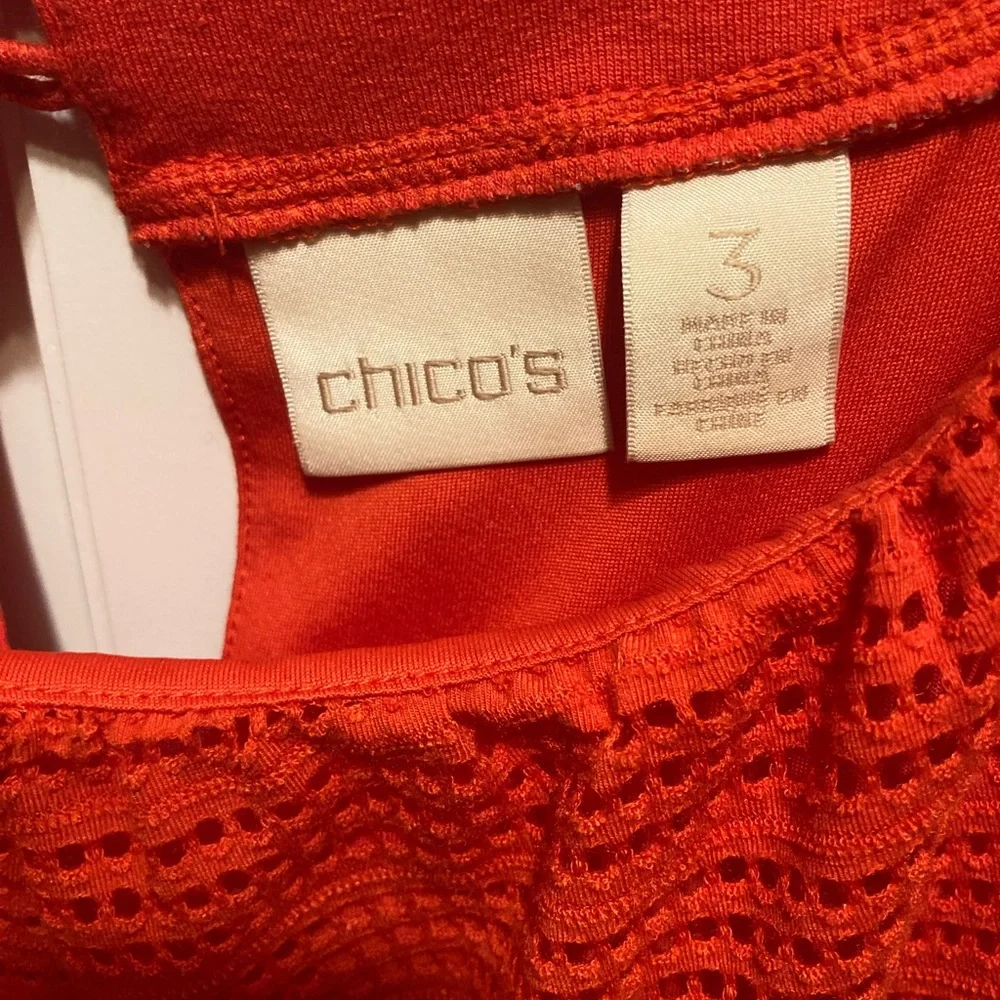 chico's
3
MADE IN
CHINA
HECHO EN
CHINA
FABRIQUÉ EN
CHINE